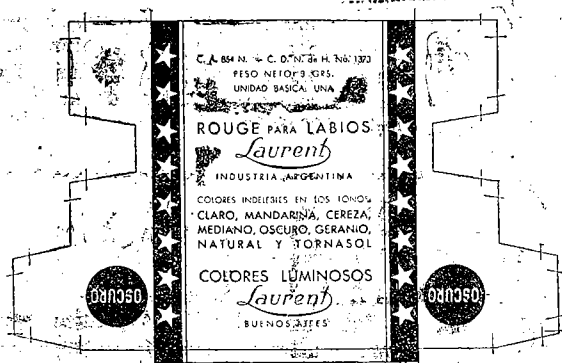 C. A. 854 N. C. D. N. de H. No. 1373
PESO NETO: 3 GRS.
UNIDAD BASICA: UNA
ROUGE PARA LABIOS
Laurent
INDUSTRIA ARGENTINA
COLORES INDELEBLES EN LOS TONOS
CLARO, MANDARINA, CEREZA,
MEDIANO, OSCURO, GERANIO,
NATURAL Y TORNASOL
COLORES LUMINOSOS
Laurent
BUENOS AIRES
OSCURO
OSCURO